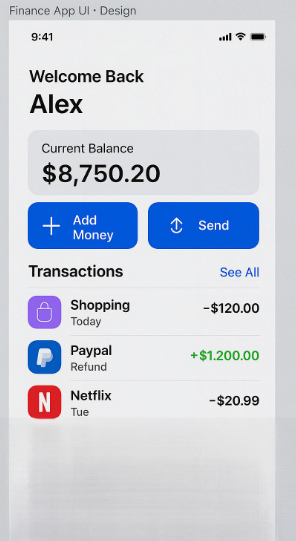 Finance App UI · Design
9:41
Welcome Back
Alex
Current Balance
$8,750.20
Add
Money
Send
Transactions
See All
Shopping
Today
-$120.00
Paypal
Refund
+$1.200.00
Netflix
Tue
-$20.99